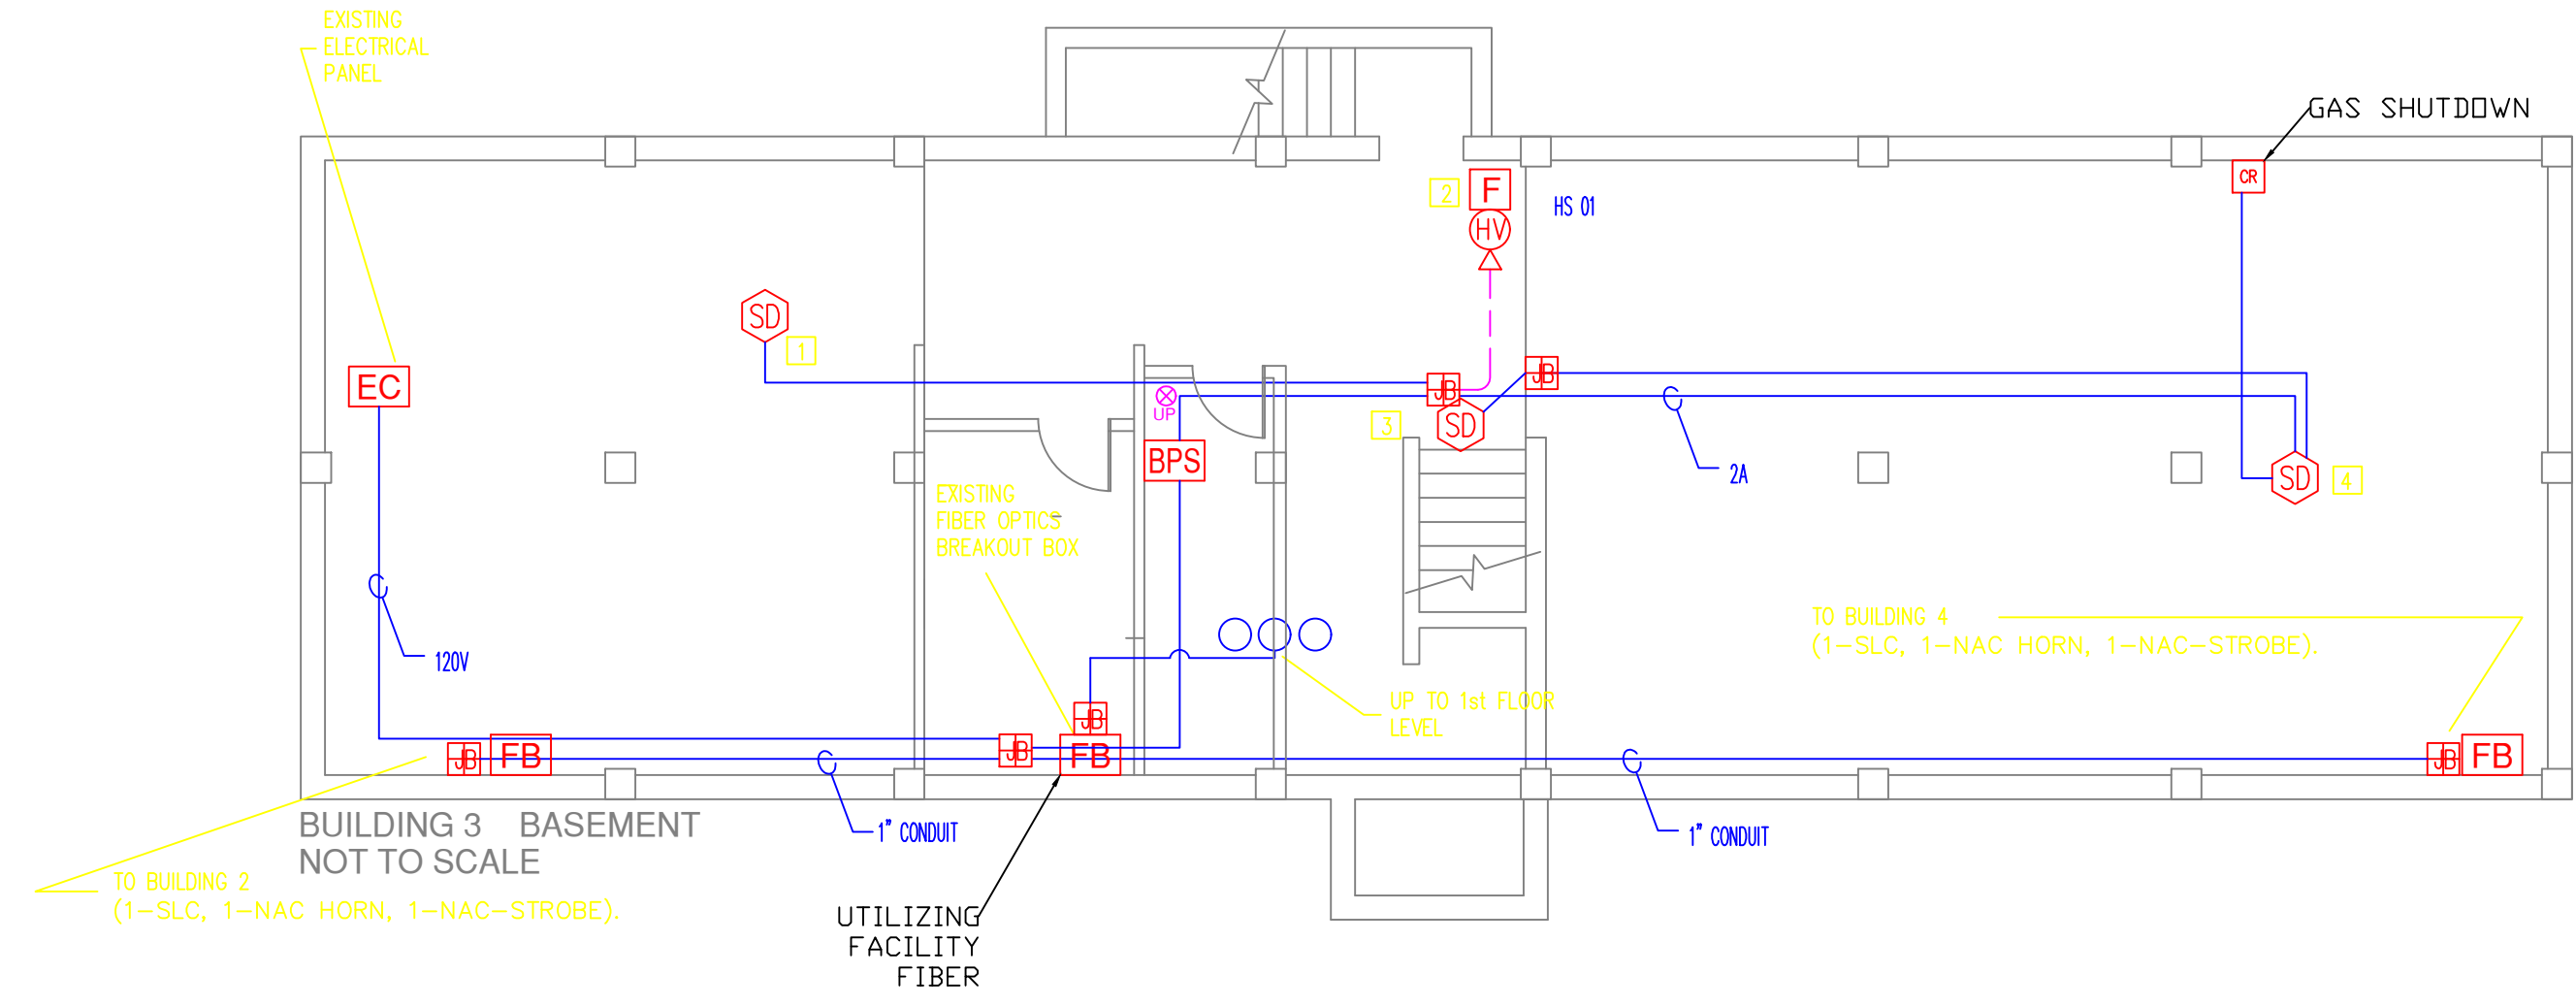 EXISTING
ELECTRICAL
PANEL
GAS SHUTDOWN
CR
2
F
HV
HS 01
SD
1
EC
JB
JB
UP
3
SD
BPS
2A
SD
4
EXISTING
FIBER OPTICS
BREAKOUT BOX
120V
TO BUILDING 4
(1-SLC, 1-NAC HORN, 1-NAC-STROBE).
UP TO 1st FLOOR
LEVEL
JB
JB
FB
JB
FB
JB
FB
BUILDING 3 BASEMENT
NOT TO SCALE
1" CONDUIT
1" CONDUIT
TO BUILDING 2
(1-SLC, 1-NAC HORN, 1-NAC-STROBE).
UTILIZING
FACILITY
FIBER